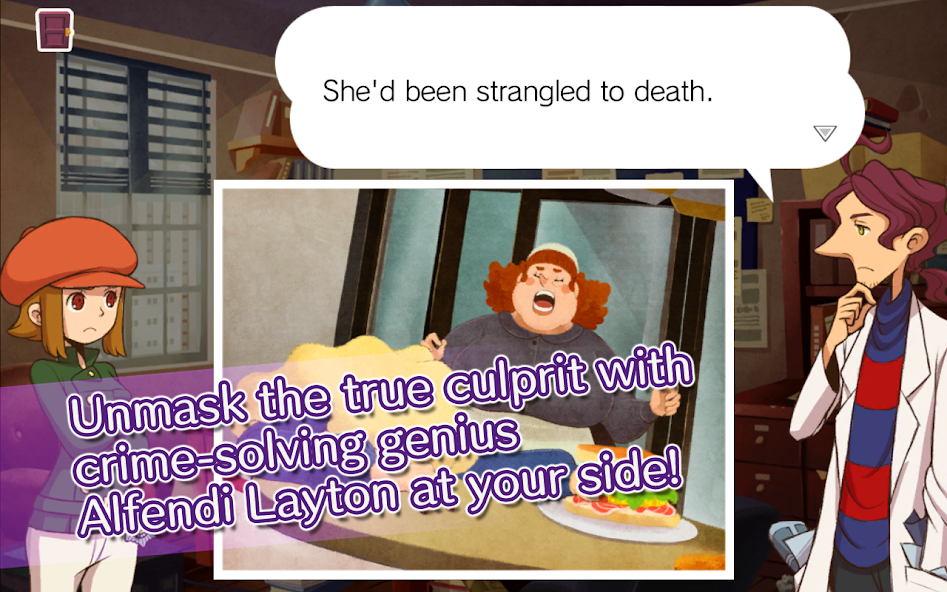 She'd been strangled to death.
Unmask the true culprit with
crime-solving genius
Alfendi Layton at your side!